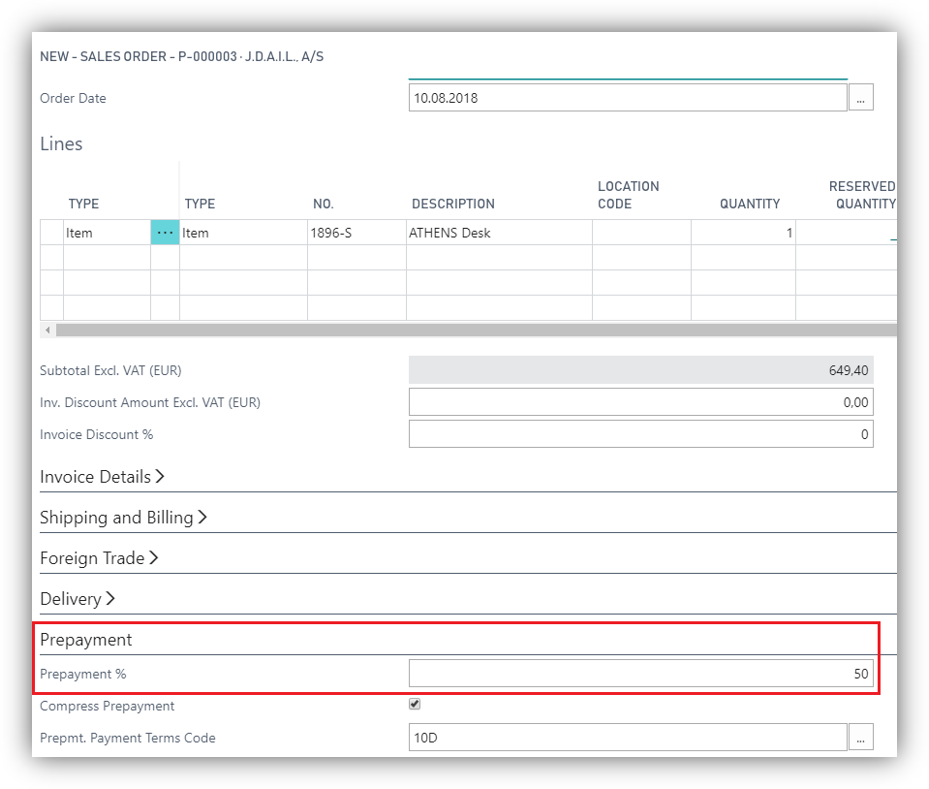 NEW - SALES ORDER - P-000003 · J.D.A.I.L., A/S
Order Date 10.08.2018 ...
Lines
TYPE TYPE NO. DESCRIPTION LOCATION CODE QUANTITY RESERVED QUANTITY
Item ... Item 1896-S ATHENS Desk 1
Subtotal Excl. VAT (EUR) 649,40
Inv. Discount Amount Excl. VAT (EUR) 0,00
Invoice Discount % 0
Invoice Details
Shipping and Billing
Foreign Trade
Delivery
Prepayment
Prepayment % 50
Compress Prepayment
Prepmt. Payment Terms Code 10D ...